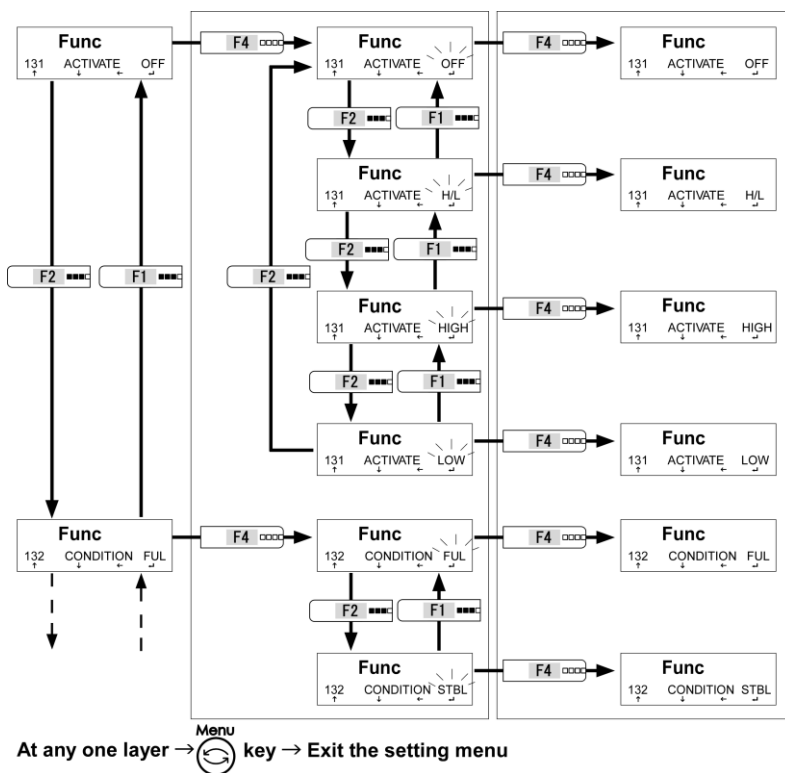 Func Func Func
131 ACTIVATE OFF F4 131 ACTIVATE OFF F4 131 ACTIVATE OFF
F2 F1
Func Func
131 ACTIVATE H/L F4 131 ACTIVATE H/L
F2 F1 F2 F2 F1
Func Func
131 ACTIVATE HIGH F4 131 ACTIVATE HIGH
F2 F1
Func Func
131 ACTIVATE LOW F4 131 ACTIVATE LOW
Func Func Func
132 CONDITION FUL F4 132 CONDITION FUL F4 132 CONDITION FUL
F2 F1
Func Func
132 CONDITION STBL F4 132 CONDITION STBL
Menu
At any one layer → key → Exit the setting menu